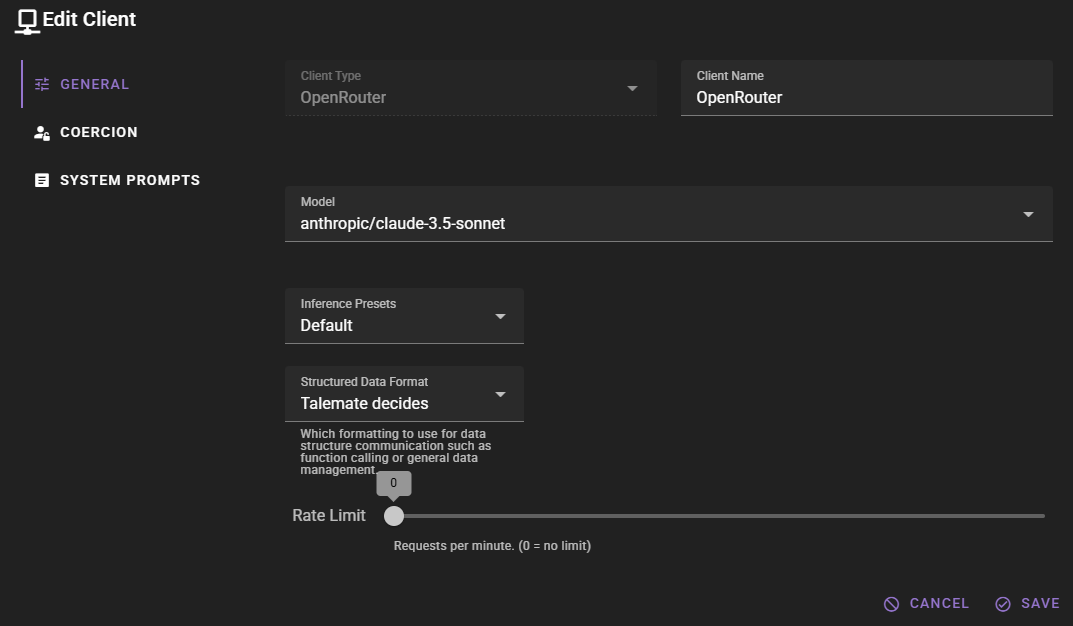 Edit Client
GENERAL
COERCION
SYSTEM PROMPTS
Client Type
OpenRouter
Client Name
OpenRouter
Model
anthropic/claude-3.5-sonnet
Inference Presets
Default
Structured Data Format
Talemate decides
Which formatting to use for data
structure communication such as
function calling or general data
management.
0
Rate Limit
Requests per minute. (0 = no limit)
CANCEL
SAVE